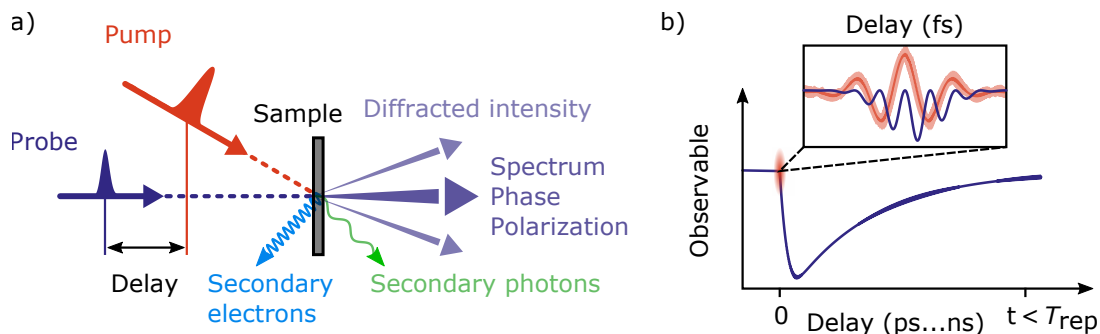 a)
Pump
Probe
Delay
Sample
Diffracted intensity
Spectrum
Phase
Polarization
Secondary
electrons
Secondary photons
b)
Delay (fs)
Observable
0
Delay (ps...ns)
t < Trep